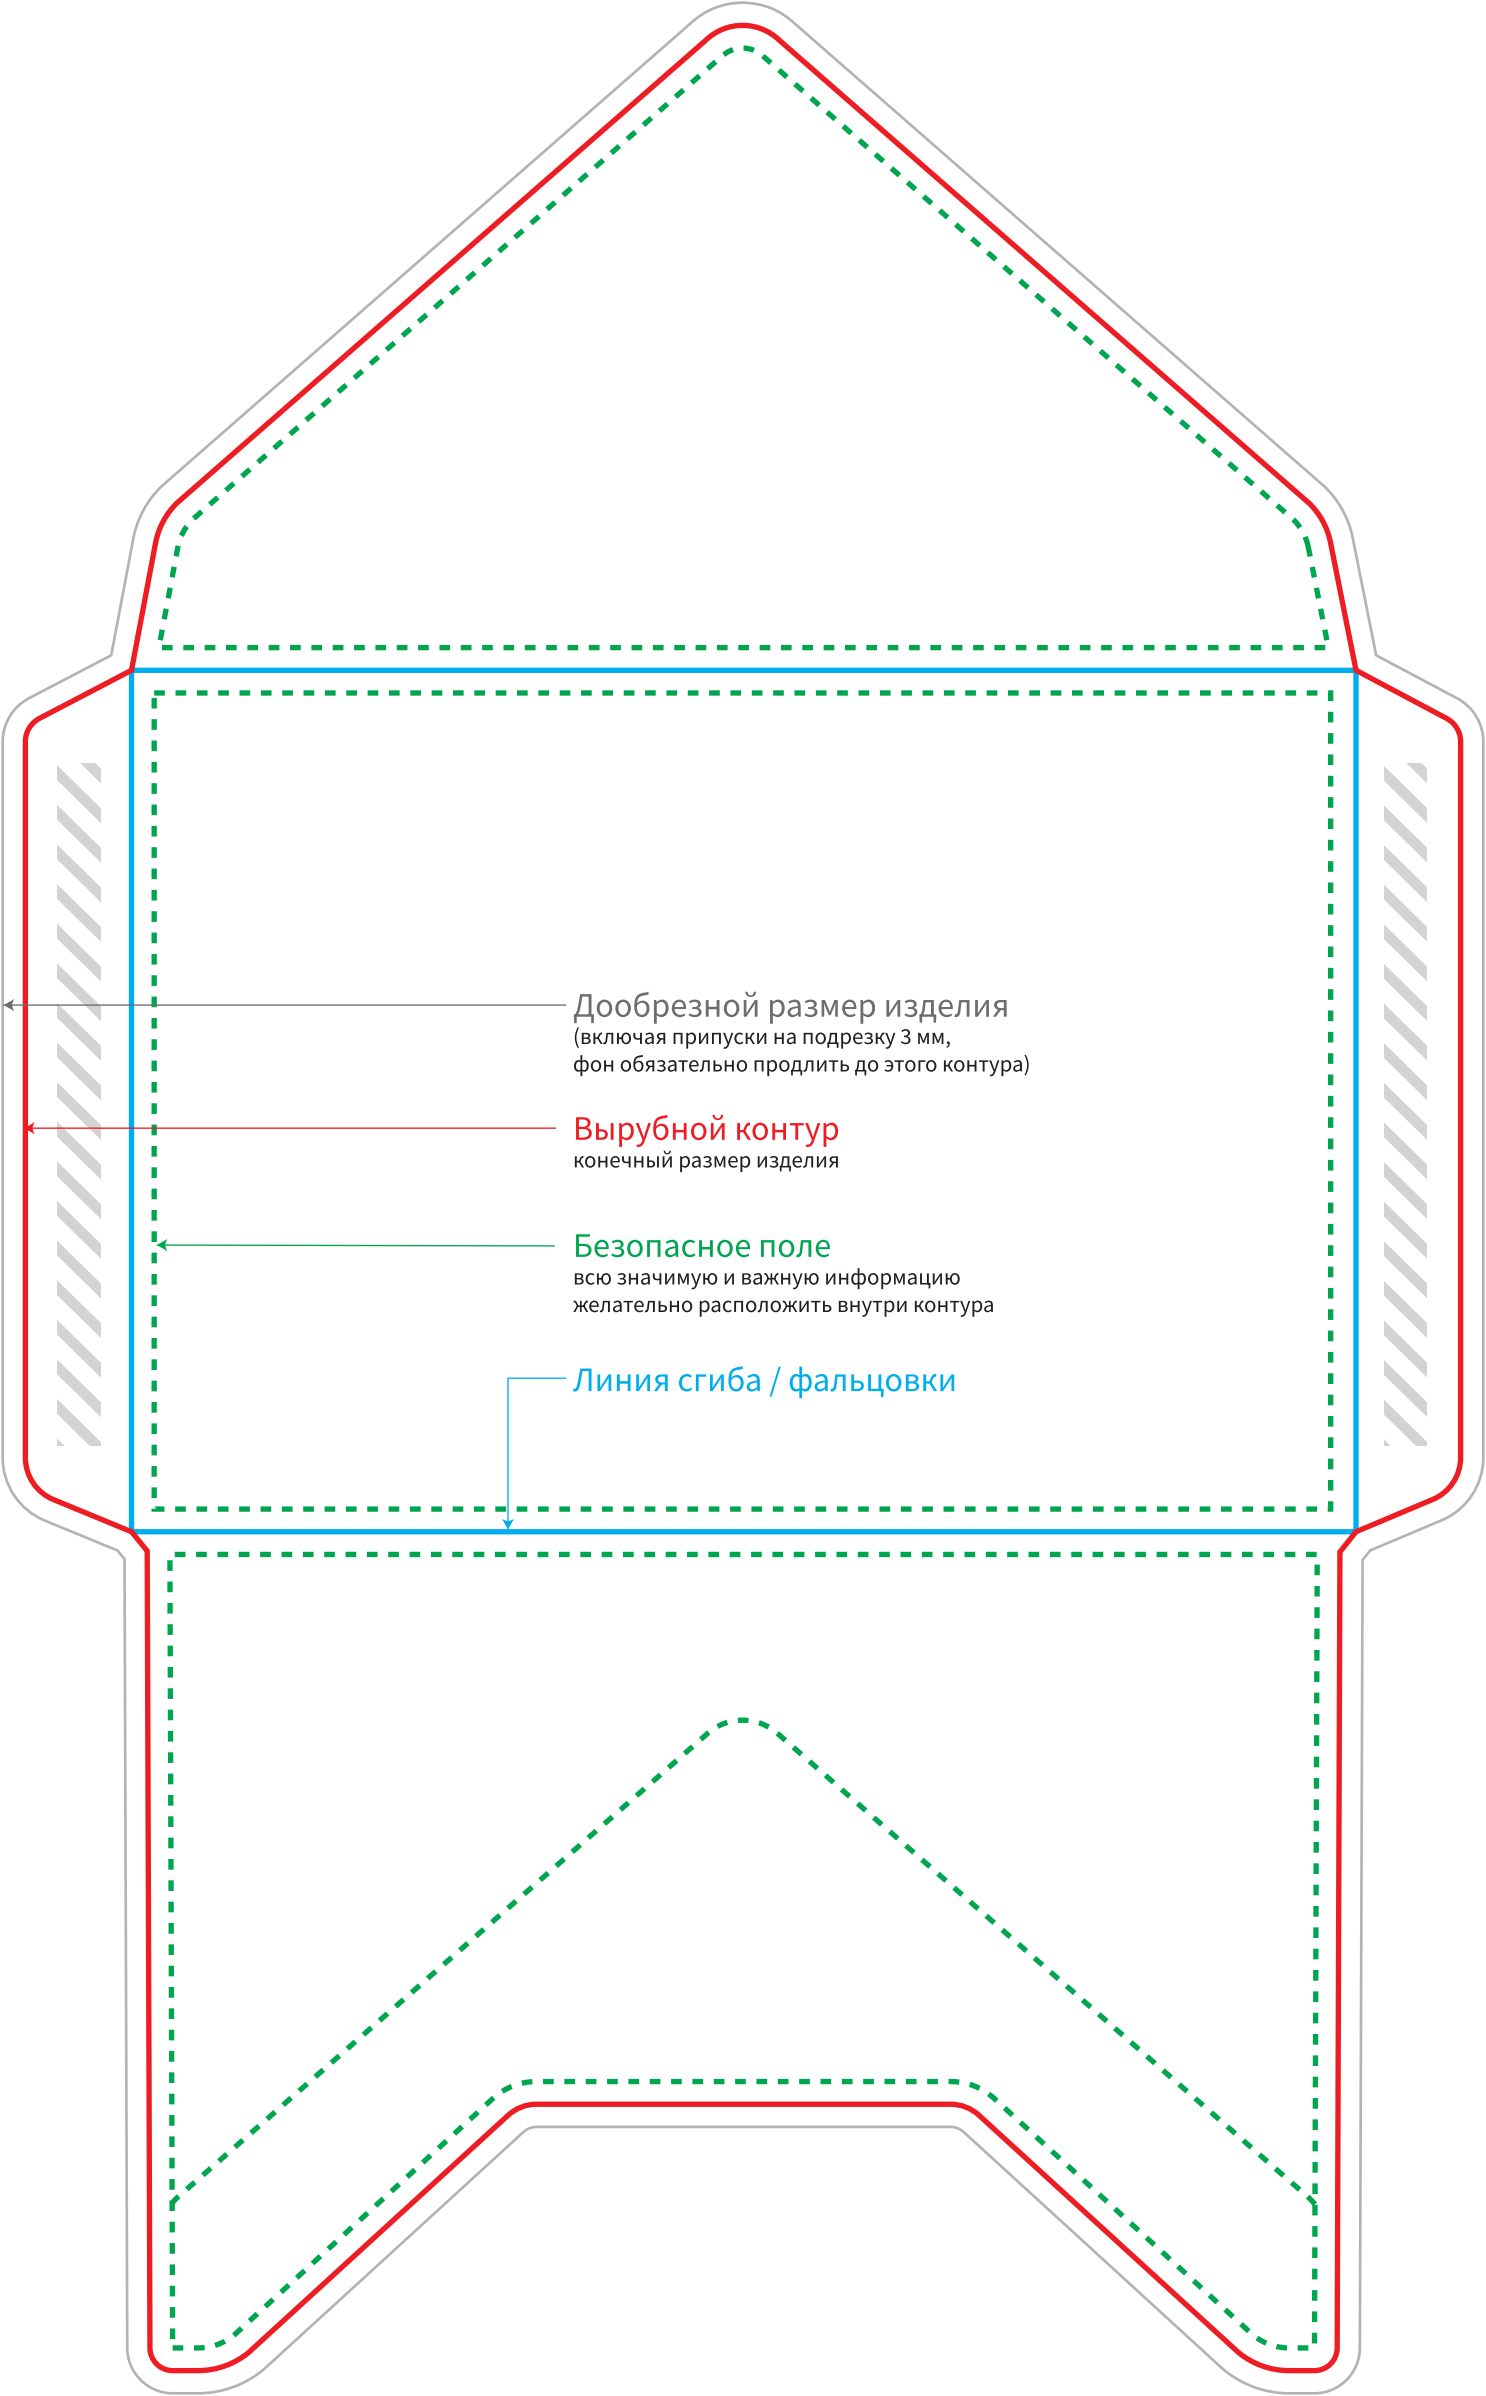 Дообрезной размер изделия
(включая припуски на подрезку 3 мм,
фон обязательно продлить до этого контура)
Вырубной контур
конечный размер изделия
Безопасное поле
всю значимую и важную информацию
желательно расположить внутри контура
Линия сгиба / фальцовки